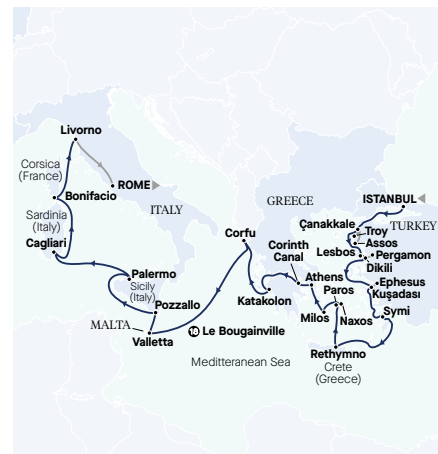 Livorno
Corsica
(France)
ROME
Bonifacio
ITALY
Sardinia
(Italy)
Cagliari
Palermo
Sicily
(Italy)
Pozzallo
MALTA
Valletta
Le Bougainville
Mediterranean Sea
Corfu
GREECE
Corinth
Canal
Katakolon
Athens
Paros
Milos
Naxos
Rethymno
Crete
(Greece)
ISTANBUL
Çanakkale
Troy
TURKEY
Assos
Lesbos
Pergamon
Dikili
Ephesus
Kuşadası
Symi